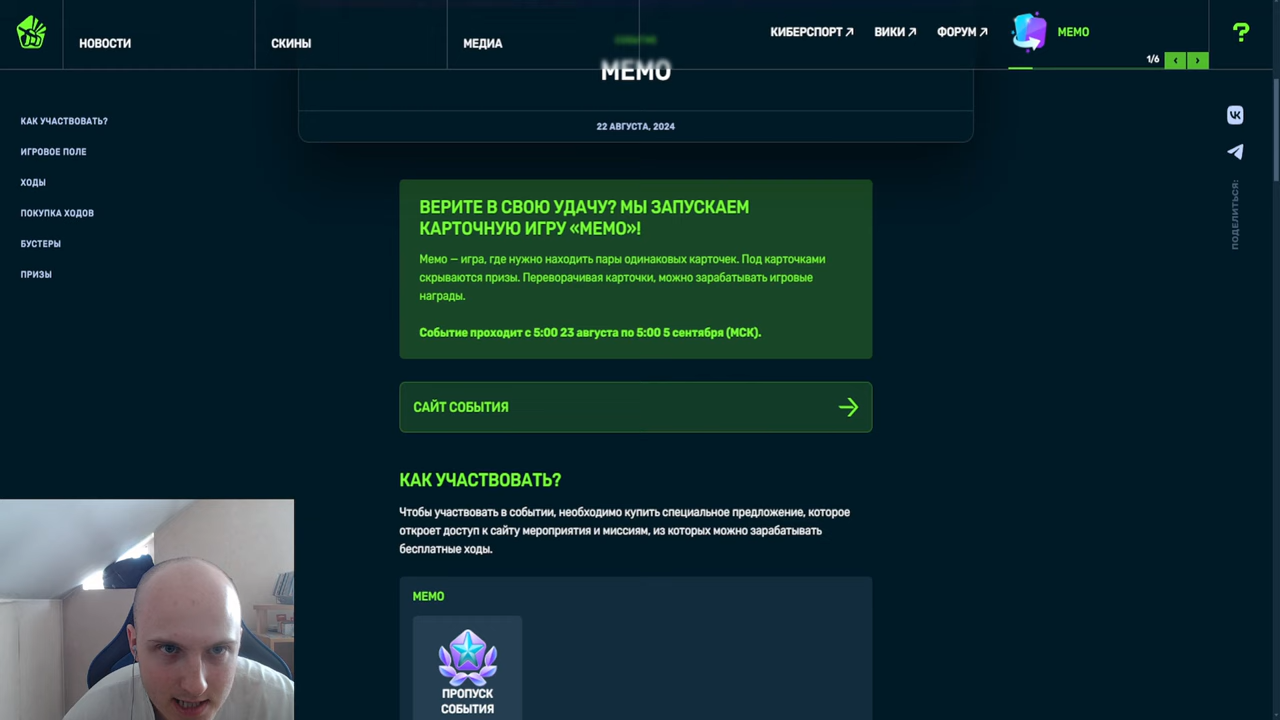 НОВОСТИ
СКИНЫ
МЕДИА
КИБЕРСПОРТ
ВИКИ
ФОРУМ
МЕМО
?
1/6
СОБЫТИЕ
МЕМО
22 АВГУСТА, 2024
КАК УЧАСТВОВАТЬ?
ИГРОВОЕ ПОЛЕ
ХОДЫ
ПОКУПКА ХОДОВ
БУСТЕРЫ
ПРИЗЫ
ПОДЕЛИТЬСЯ:
ВЕРИТЕ В СВОЮ УДАЧУ? МЫ ЗАПУСКАЕМ
КАРТОЧНУЮ ИГРУ «МЕМО»!
Мемо — игра, где нужно находить пары одинаковых карточек. Под карточками
скрываются призы. Переворачивая карточки, можно зарабатывать игровые
награды.
Событие проходит с 5:00 23 августа по 5:00 5 сентября (МСК).
САЙТ СОБЫТИЯ
КАК УЧАСТВОВАТЬ?
Чтобы участвовать в событии, необходимо купить специальное предложение, которое
откроет доступ к сайту мероприятия и миссиям, из которых можно зарабатывать
бесплатные ходы.
МЕМО
ПРОПУСК
СОБЫТИЯ